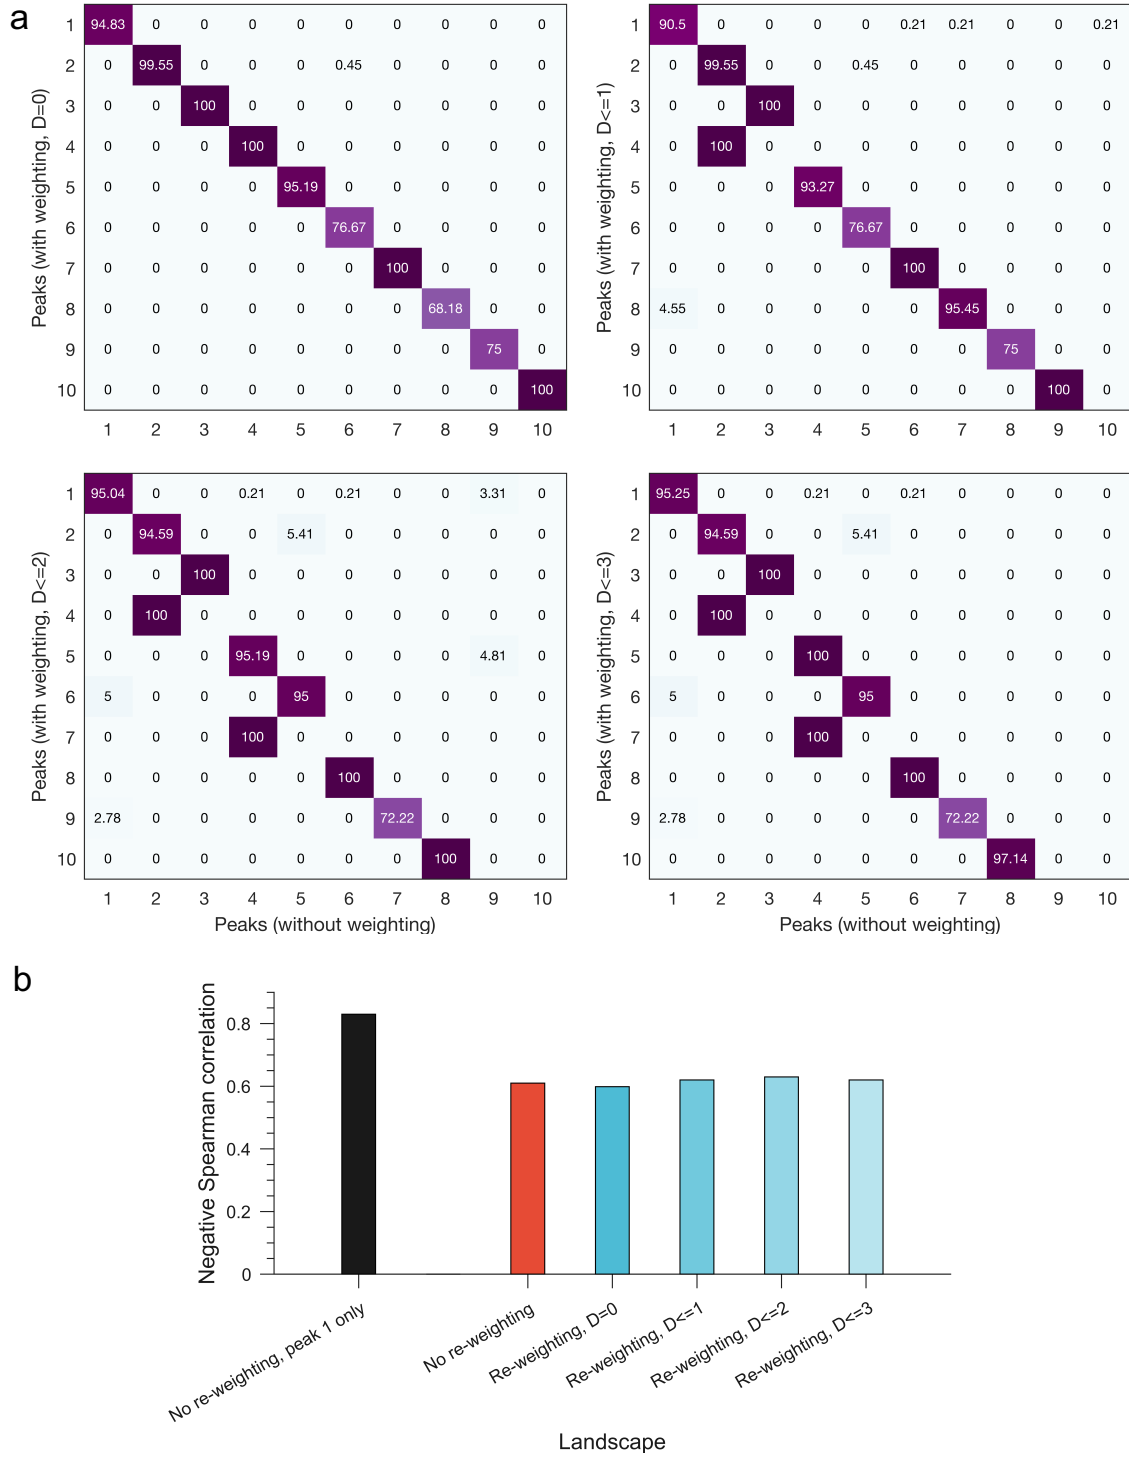 a
Peaks (with weighting, D=0)
1 94.83 0 0 0 0 0 0 0 0 0
2 0 99.55 0 0 0 0.45 0 0 0 0
3 0 0 100 0 0 0 0 0 0 0
4 0 0 0 100 0 0 0 0 0 0
5 0 0 0 0 95.19 0 0 0 0 0
6 0 0 0 0 0 76.67 0 0 0 0
7 0 0 0 0 0 0 100 0 0 0
8 0 0 0 0 0 0 0 68.18 0 0
9 0 0 0 0 0 0 0 0 75 0
10 0 0 0 0 0 0 0 0 0 100
1 2 3 4 5 6 7 8 9 10
Peaks (with weighting, D<=1)
1 90.5 0 0 0 0 0.21 0.21 0 0 0.21
2 0 99.55 0 0 0.45 0 0 0 0 0
3 0 0 100 0 0 0 0 0 0 0
4 0 100 0 0 0 0 0 0 0 0
5 0 0 0 93.27 0 0 0 0 0 0
6 0 0 0 0 76.67 0 0 0 0 0
7 0 0 0 0 0 100 0 0 0 0
8 4.55 0 0 0 0 0 95.45 0 0 0
9 0 0 0 0 0 0 0 75 0 0
10 0 0 0 0 0 0 0 0 100 0
1 2 3 4 5 6 7 8 9 10
Peaks (with weighting, D<=2)
1 95.04 0 0 0.21 0 0.21 0 0 3.31 0
2 0 94.59 0 0 5.41 0 0 0 0 0
3 0 0 100 0 0 0 0 0 0 0
4 0 100 0 0 0 0 0 0 0 0
5 0 0 0 95.19 0 0 0 0 4.81 0
6 5 0 0 0 95 0 0 0 0 0
7 0 0 0 100 0 0 0 0 0 0
8 0 0 0 0 0 100 0 0 0 0
9 2.78 0 0 0 0 0 72.22 0 0 0
10 0 0 0 0 0 0 0 100 0 0
1 2 3 4 5 6 7 8 9 10
Peaks (without weighting)
Peaks (with weighting, D<=3)
1 95.25 0 0 0.21 0 0.21 0 0 0 0
2 0 94.59 0 0 5.41 0 0 0 0 0
3 0 0 100 0 0 0 0 0 0 0
4 0 100 0 0 0 0 0 0 0 0
5 0 0 0 100 0 0 0 0 0 0
6 5 0 0 0 95 0 0 0 0 0
7 0 0 0 100 0 0 0 0 0 0
8 0 0 0 0 0 100 0 0 0 0
9 2.78 0 0 0 0 0 72.22 0 0 0
10 0 0 0 0 0 0 0 97.14 0 0
1 2 3 4 5 6 7 8 9 10
Peaks (without weighting)
b
Negative Spearman correlation
0.8
0.6
0.4
0.2
0
No re-weighting, peak 1 only
No re-weighting
Re-weighting, D=0
Re-weighting, D<=1
Re-weighting, D<=2
Re-weighting, D<=3
Landscape